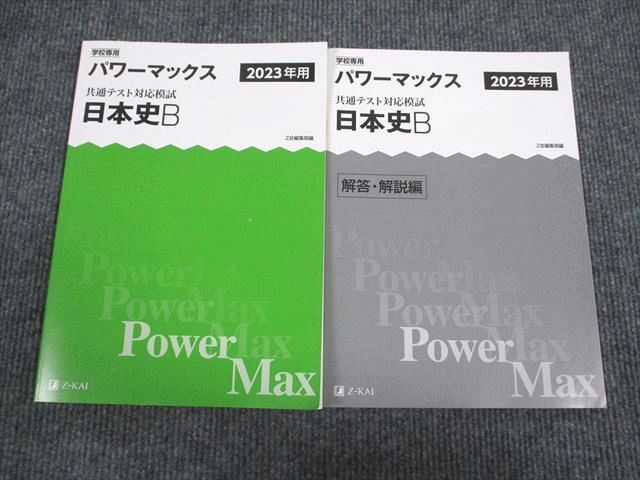 学校専用
パワーマックス
2023年用
共通テスト対応模試
日本史B
Z会編集部編
Power
Power
Power
PowerMax
Power Max
Z-KAI
学校専用
パワーマックス
2023年用
共通テスト対応模試
日本史B
Z会編集部編
解答・解説編
Power
Power
PowerMax
PowerMax
Power Max
Z-KAI